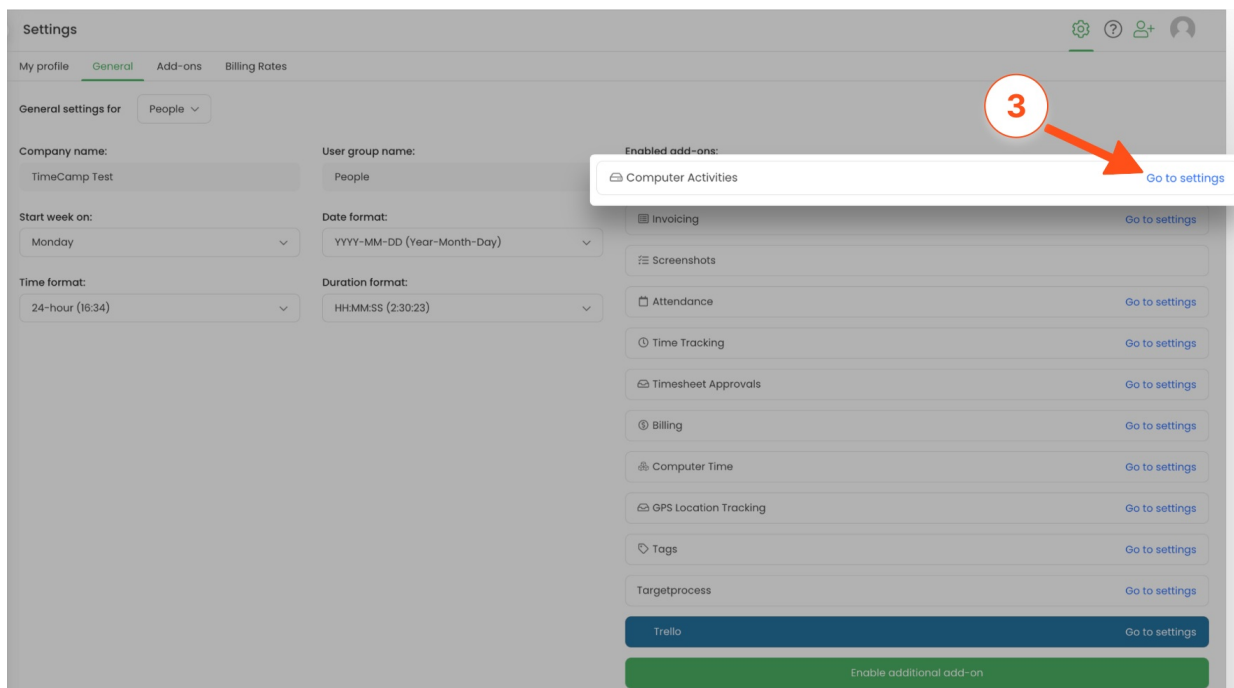 Settings
My profile General Add-ons Billing Rates
General settings for People
3
Company name:
TimeCamp Test
User group name:
People
Enabled add-ons:
Computer Activities Go to settings
Start week on:
Monday
Date format:
YYYY-MM-DD (Year-Month-Day)
Time format:
24-hour (16:34)
Duration format:
HH:MM:SS (2:30:23)
Invoicing Go to settings
Screenshots
Attendance Go to settings
Time Tracking Go to settings
Timesheet Approvals Go to settings
Billing Go to settings
Computer Time Go to settings
GPS Location Tracking Go to settings
Tags Go to settings
Targetprocess Go to settings
Trello Go to settings
Enable additional add-on